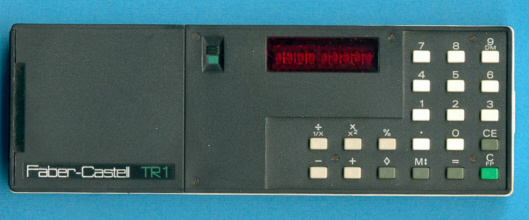 7 8 9
DM
4 5 6
1 2 3
÷ x %
1/x x² · 0 CE
− + ◊ M↕ = C
FP
Faber-Castell TR1